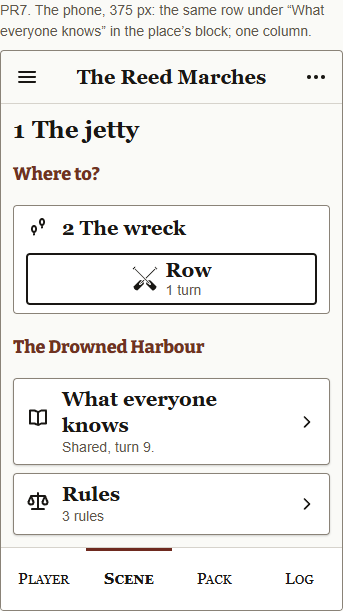 PR7. The phone, 375 px: the same row under “What
everyone knows” in the place’s block; one column.
The Reed Marches
1 The jetty
Where to?
2 The wreck
Row
1 turn
The Drowned Harbour
What everyone
knows
Shared, turn 9.
Rules
3 rules
Player Scene Pack Log